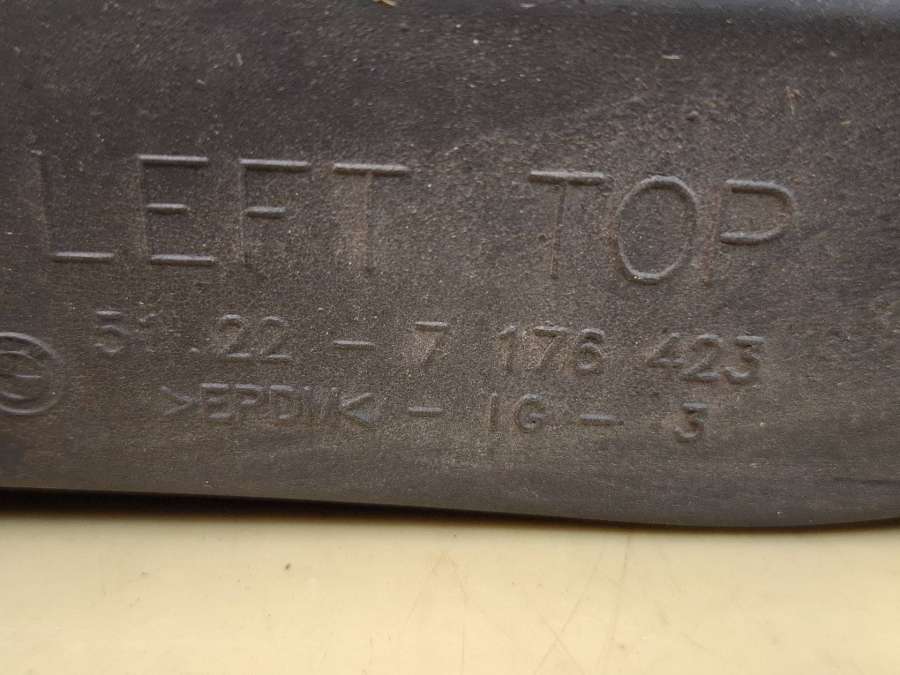 LEFT TOP
51.22 - 7 176 423
>EPDM< - IG - 3